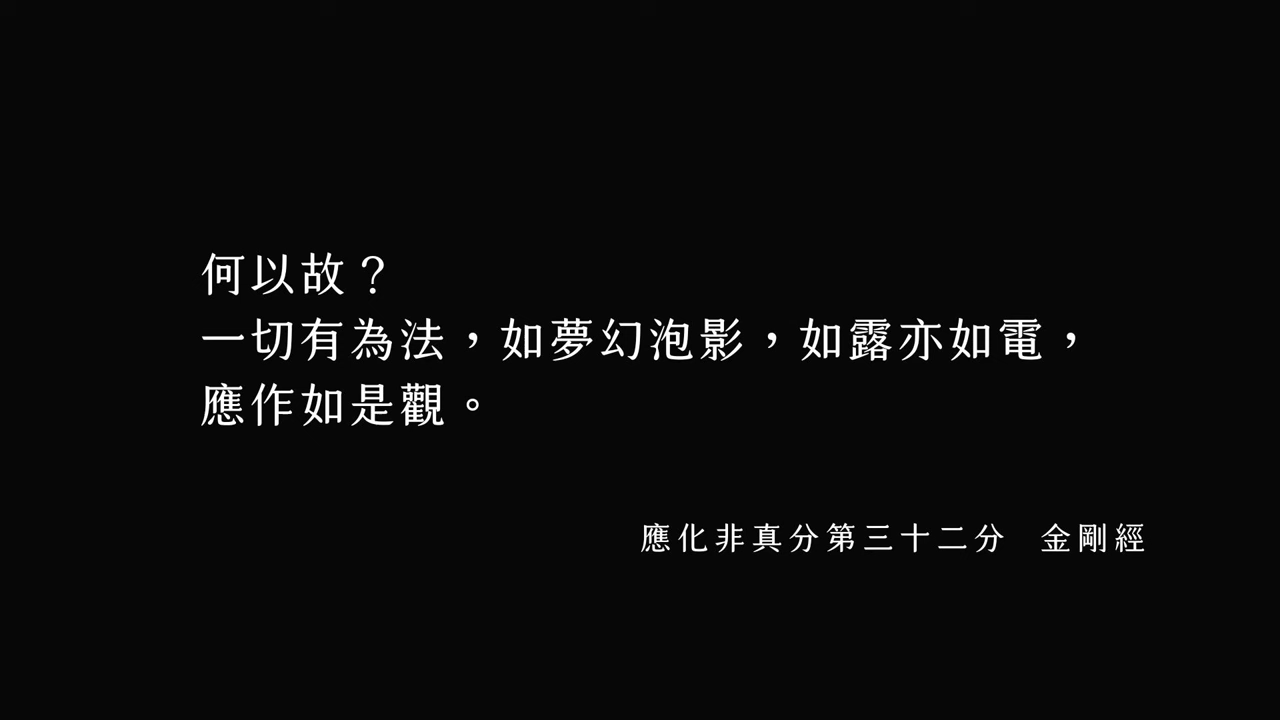 何以故？
一切有為法，如夢幻泡影，如露亦如電，
應作如是觀。
應化非真分第三十二分　金剛經